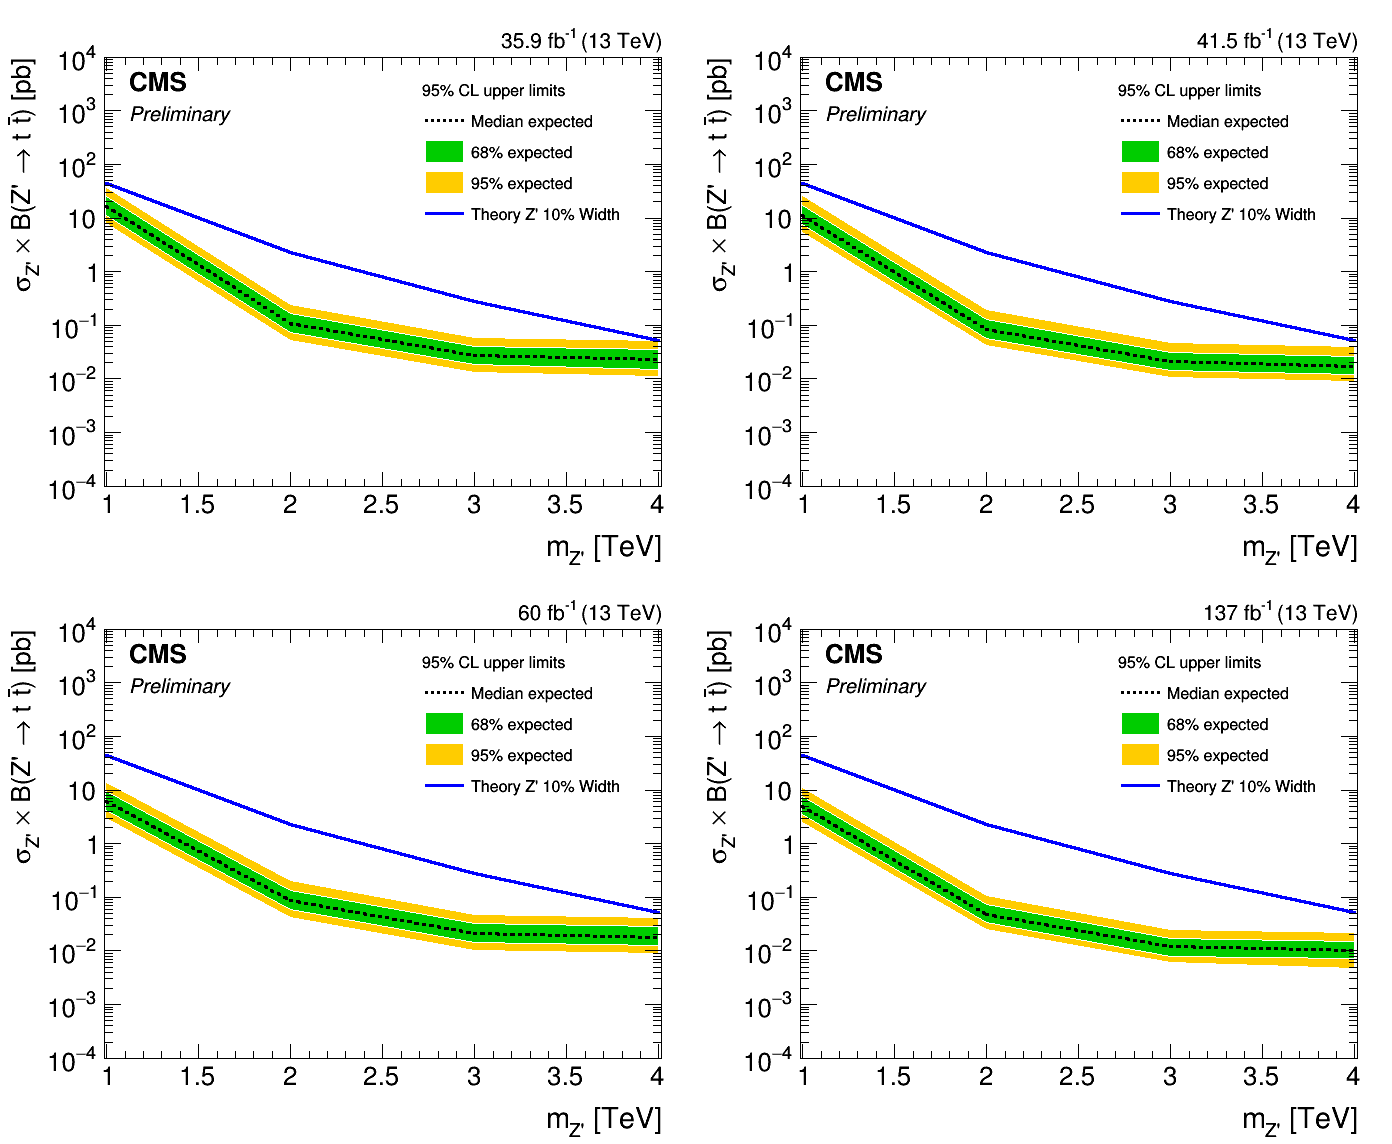 35.9 fb⁻¹ (13 TeV)
σ_Z' × B(Z' → t t̄) [pb]
10⁴
10³
10²
10
1
10⁻¹
10⁻²
10⁻³
10⁻⁴
CMS
Preliminary
95% CL upper limits
Median expected
68% expected
95% expected
Theory Z' 10% Width
1 1.5 2 2.5 3 3.5 4
m_Z' [TeV]
41.5 fb⁻¹ (13 TeV)
σ_Z' × B(Z' → t t̄) [pb]
10⁴
10³
10²
10
1
10⁻¹
10⁻²
10⁻³
10⁻⁴
CMS
Preliminary
95% CL upper limits
Median expected
68% expected
95% expected
Theory Z' 10% Width
1 1.5 2 2.5 3 3.5 4
m_Z' [TeV]
60 fb⁻¹ (13 TeV)
σ_Z' × B(Z' → t t̄) [pb]
10⁴
10³
10²
10
1
10⁻¹
10⁻²
10⁻³
10⁻⁴
CMS
Preliminary
95% CL upper limits
Median expected
68% expected
95% expected
Theory Z' 10% Width
1 1.5 2 2.5 3 3.5 4
m_Z' [TeV]
137 fb⁻¹ (13 TeV)
σ_Z' × B(Z' → t t̄) [pb]
10⁴
10³
10²
10
1
10⁻¹
10⁻²
10⁻³
10⁻⁴
CMS
Preliminary
95% CL upper limits
Median expected
68% expected
95% expected
Theory Z' 10% Width
1 1.5 2 2.5 3 3.5 4
m_Z' [TeV]